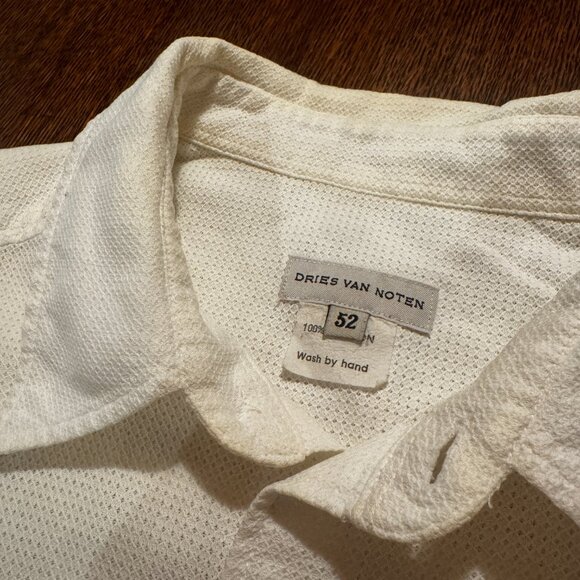 DRIES VAN NOTEN
52
100% N
Wash by hand